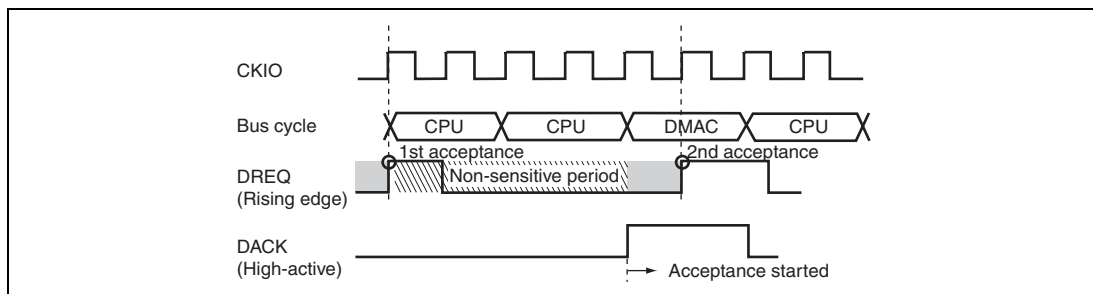 CKIO
Bus cycle CPU CPU DMAC CPU
1st acceptance 2nd acceptance
DREQ Non-sensitive period
(Rising edge)
DACK
(High-active) Acceptance started